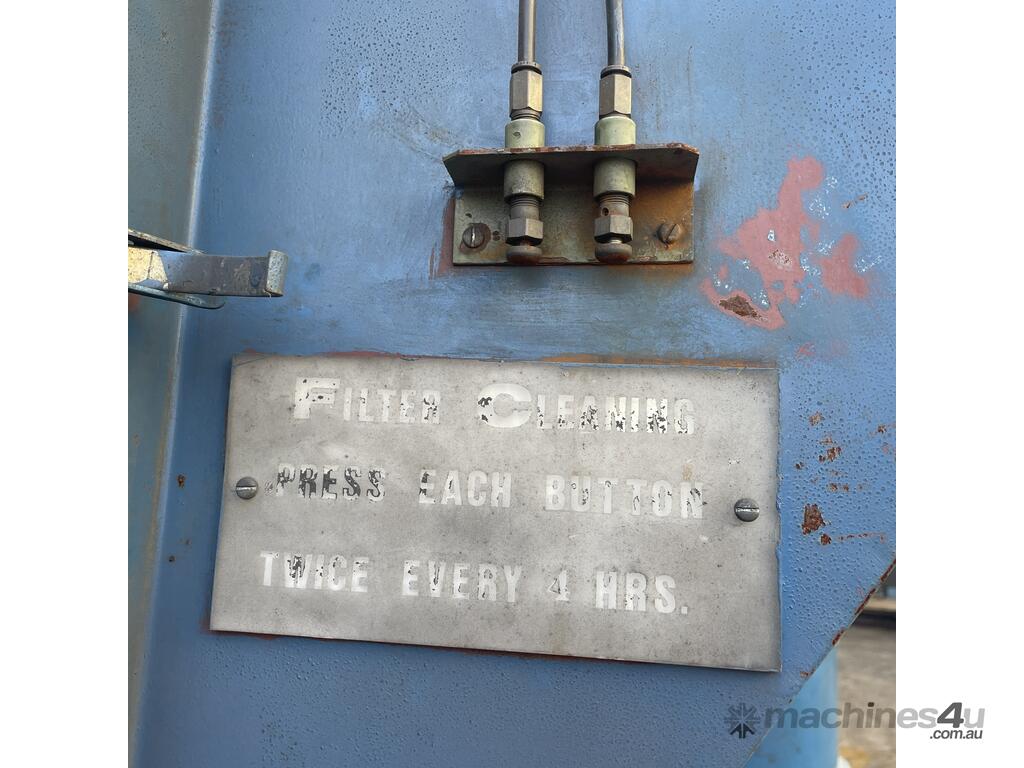 FILTER CLEANING
PRESS EACH BUTTON
TWICE EVERY 4 HRS.
machines4u
.com.au